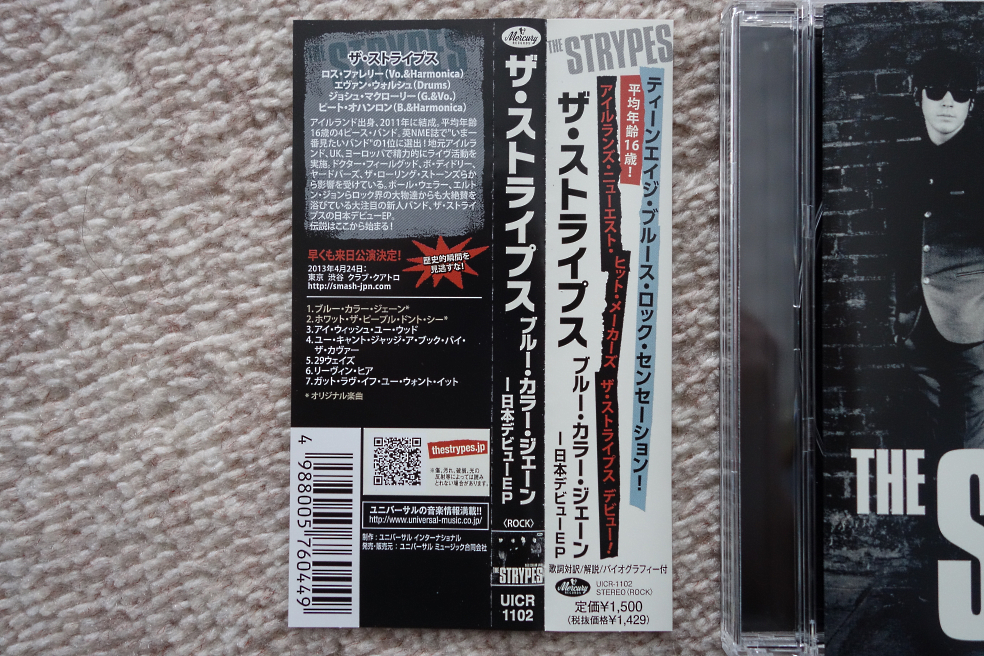 THE STRYPES
ザ・ストライプス
ロス・ファレリー(Vo.&Harmonica)
エヴァン・ウォルシュ(Drums)
ジョシュ・マクローリー(G.&Vo.)
ピート・オハンロン(B.&Harmonica)
アイルランド出身、2011年に結成。平均年齢
16歳の4ピース・バンド。英NME誌で"いま一
番見たいバンド"の1位に選出!地元アイルラ
ンド、UK、ヨーロッパで精力的にライヴ活動を
実施。ドクター・フィールグッド、ボ・ディドリー、
ヤードバーズ、ザ・ローリング・ストーンズらか
ら影響を受けている。ポール・ウェラー、エルト
ン・ジョンらロック界の大物達からも大絶賛を
浴びている大注目の新人バンド、ザ・ストライ
プスの日本デビューEP。
伝説はここから始まる!
早くも来日公演決定!
歴史的瞬間を
見逃すな!
2013年4月24日:
東京 渋谷 クラブ・クアトロ
http://smash-jpn.com
1.ブルー・カラー・ジェーン*
2.ホワット・ザ・ピープル・ドント・シー*
3.アイ・ウィッシュ・ユー・ウッド
4.ユー・キャント・ジャッジ・ア・ブック・バイ・
ザ・カヴァー
5.29ウェイズ
6.リーヴィン・ヒア
7.ガット・ラヴ・イフ・ユー・ウォント・イット
*オリジナル楽曲
4 988005 760449
thestrypes.jp
※傷、汚れ、破損、光の
反射等によっては読み
とれない場合があります。
ユニバーサルの音楽情報満載!!
http://www.universal-music.co.jp/
制作:ユニバーサル インターナショナル
発売・販売元:ユニバーサル ミュージック合同会社
Mercury
RECORDS
ザ・ストライプス
ブルー・カラー・ジェーン
ー日本デビューEP
〈ROCK〉
THE STRYPES
UICR
1102
THE STRYPES
ティーンエイジ・ブルース・ロック・センセーション!
平均年齢16歳!
アイルランズ・ニューエスト・ヒット・メーカーズ ザ・ストライプス デビュー!
ザ・ストライプス
ブルー・カラー・ジェーン
ー日本デビューEP
歌詞対訳/解説/バイオグラフィー付
Mercury
RECORDS
UICR-1102
STEREO(ROCK)
定価¥1,500
(税抜価格¥1,429)
THE
S